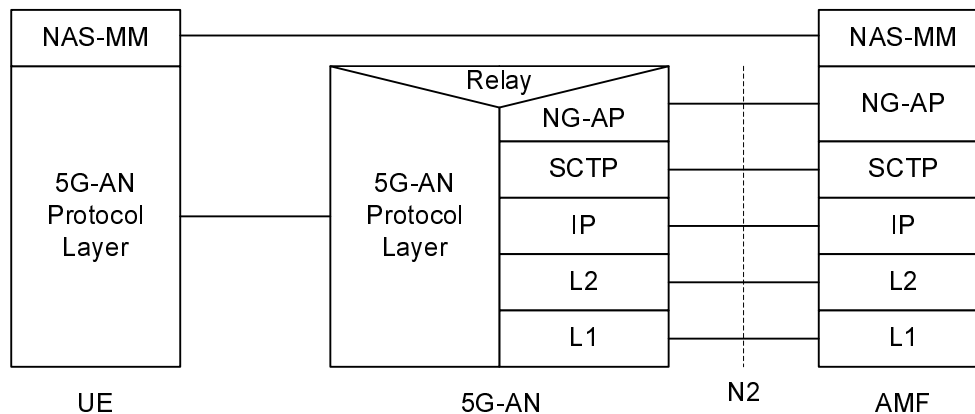 NAS-MM
NAS-MM
Relay
NG-AP
NG-AP
5G-AN
Protocol
Layer
5G-AN
Protocol
Layer
SCTP
SCTP
IP
IP
L2
L2
L1
L1
UE
5G-AN
N2
AMF